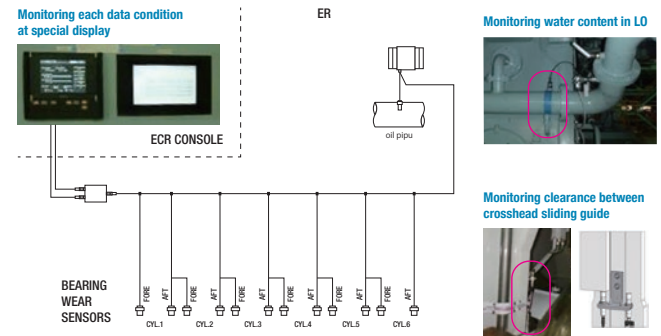 Monitoring each data condition
at special display
ER
ECR CONSOLE
oil pipu
Monitoring water content in LO
Monitoring clearance between
crosshead sliding guide
BEARING
WEAR
SENSORS
FORE
AFT
FORE
AFT
FORE
AFT
FORE
AFT
FORE
AFT
FORE
AFT
CYL.1
CYL.2
CYL.3
CYL.4
CYL.5
CYL.6